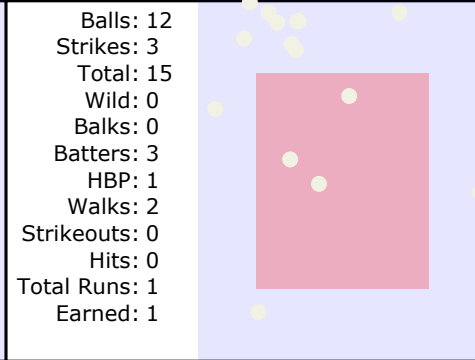 Balls: 12
Strikes: 3
Total: 15
Wild: 0
Balks: 0
Batters: 3
HBP: 1
Walks: 2
Strikeouts: 0
Hits: 0
Total Runs: 1
Earned: 1